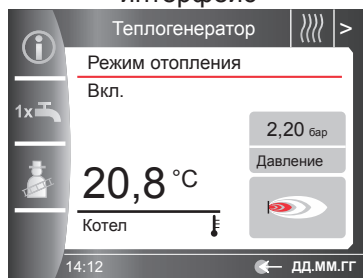 интерфейс
Теплогенератор >
Режим отопления
Вкл.
1x
2,20 бар
Давление
20,8 °C
Котел
14:12
ДД.ММ.ГГ